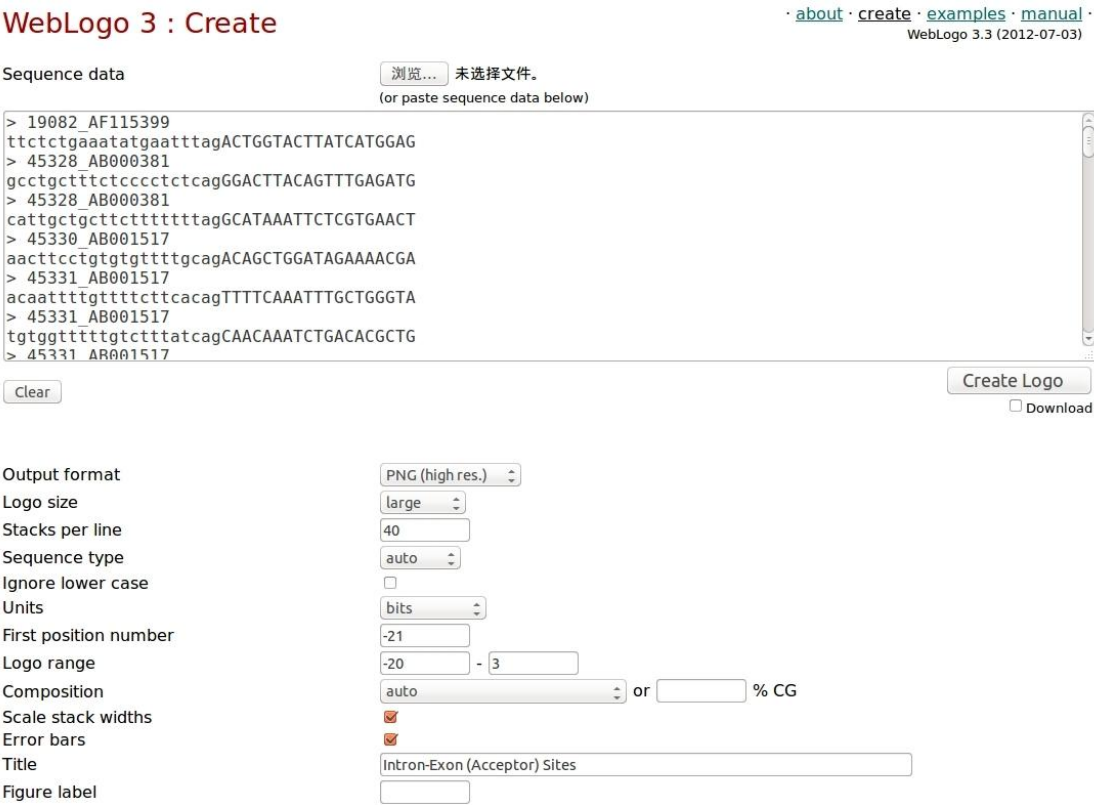 WebLogo 3 : Create
· about · create · examples · manual ·
WebLogo 3.3 (2012-07-03)
Sequence data
浏览... 未选择文件。
(or paste sequence data below)
> 19082_AF115399
ttctctgaaatatgaatttagACTGGTACTTATCATGGAG
> 45328_AB000381
gcctgctttctcccctctcagGGACTTACAGTTTGAGATG
> 45328_AB000381
cattgctgcttctttttttagGCATAAATTCTCGTGAACT
> 45330_AB001517
aacttcctgtgtgttttgcagACAGCTGGATAGAAAACGA
> 45331_AB001517
acaattttgttttcttcacagTTTTCAAATTTGCTGGGTA
> 45331_AB001517
tgtggtttttgtctttatcagCAACAAATCTGACACGCTG
> 45331_AB001517
Clear
Create Logo
Download
Output format PNG (high res.)
Logo size large
Stacks per line 40
Sequence type auto
Ignore lower case
Units bits
First position number -21
Logo range -20 - 3
Composition auto or % CG
Scale stack widths
Error bars
Title Intron-Exon (Acceptor) Sites
Figure label